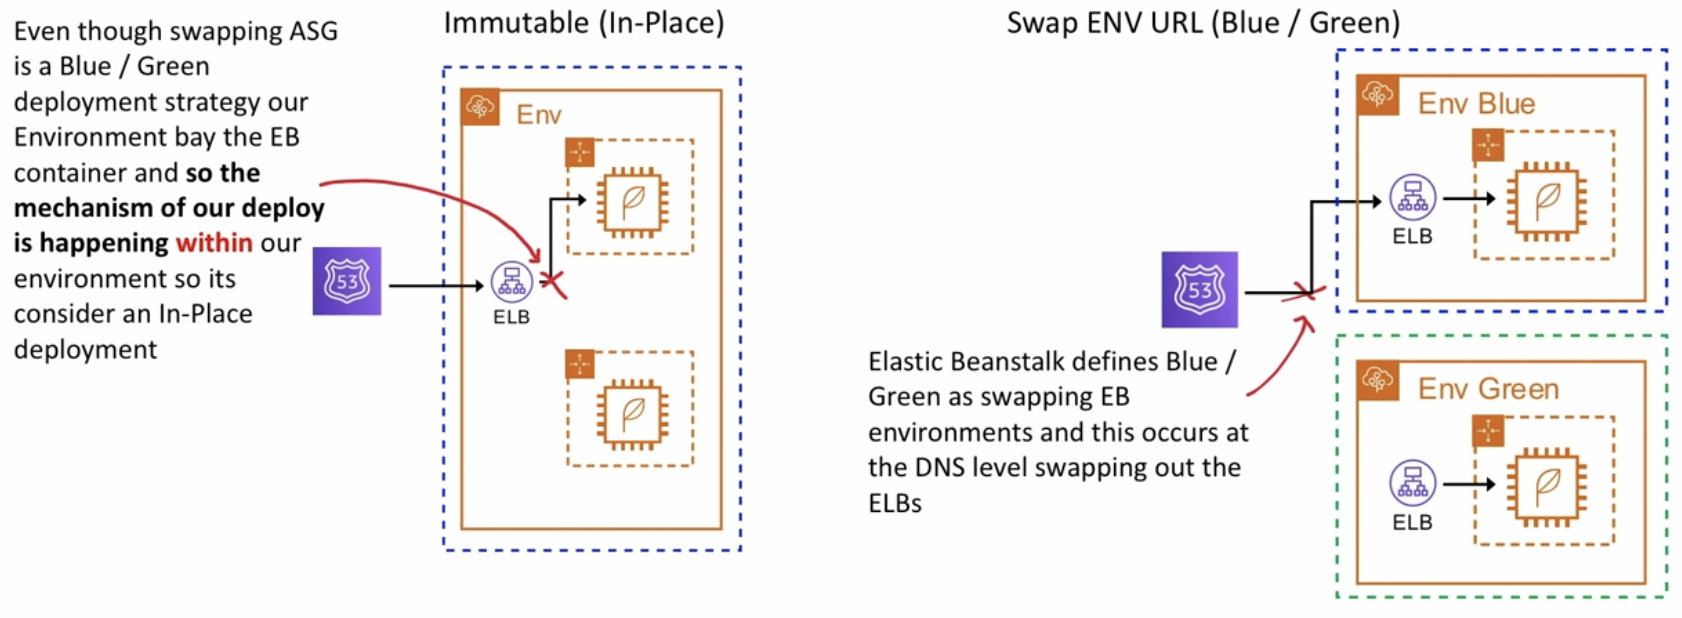 Even though swapping ASG
is a Blue / Green
deployment strategy our
Environment bay the EB
container and so the
mechanism of our deploy
is happening within our
environment so its
consider an In-Place
deployment
53
Immutable (In-Place)
Env
ELB
Swap ENV URL (Blue / Green)
Env Blue
ELB
53
Elastic Beanstalk defines Blue /
Green as swapping EB
environments and this occurs at
the DNS level swapping out the
ELBs
Env Green
ELB